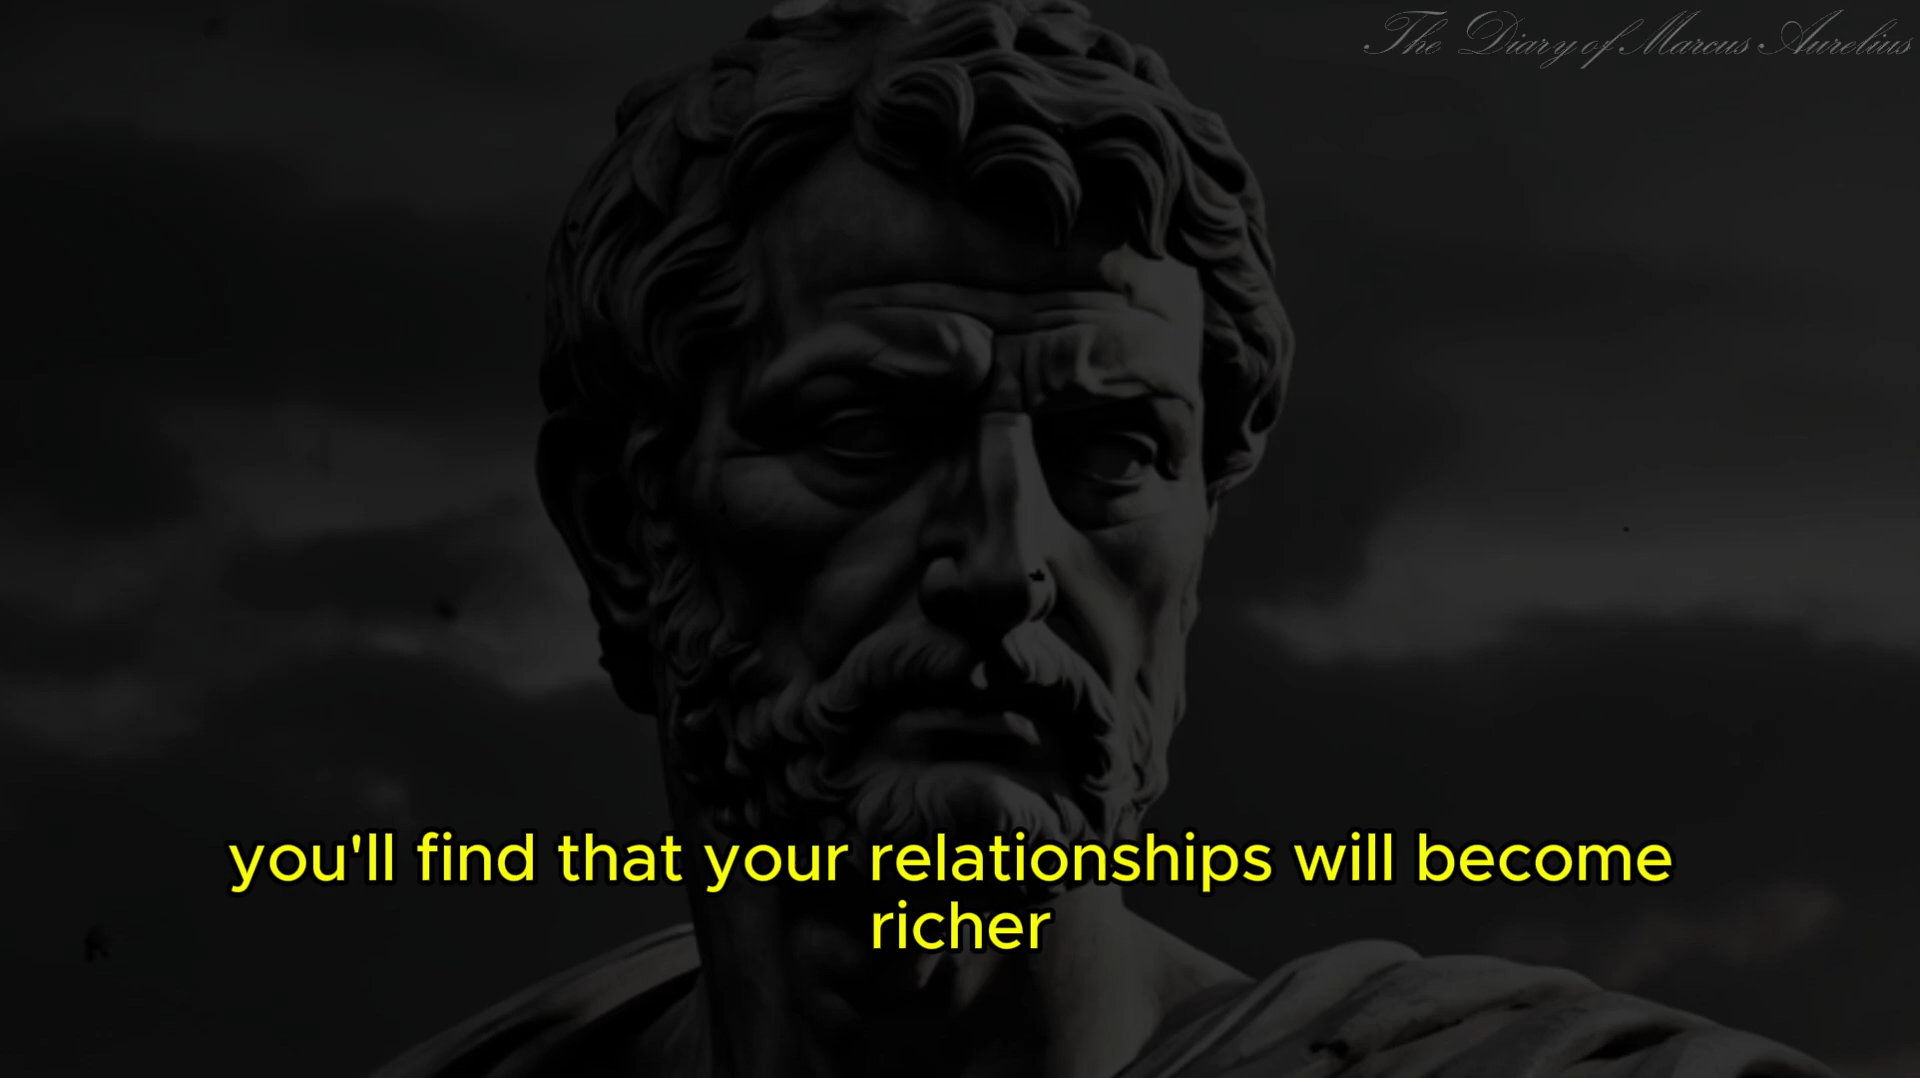 The Diary of Marcus Aurelius
you'll find that your relationships will become
richer